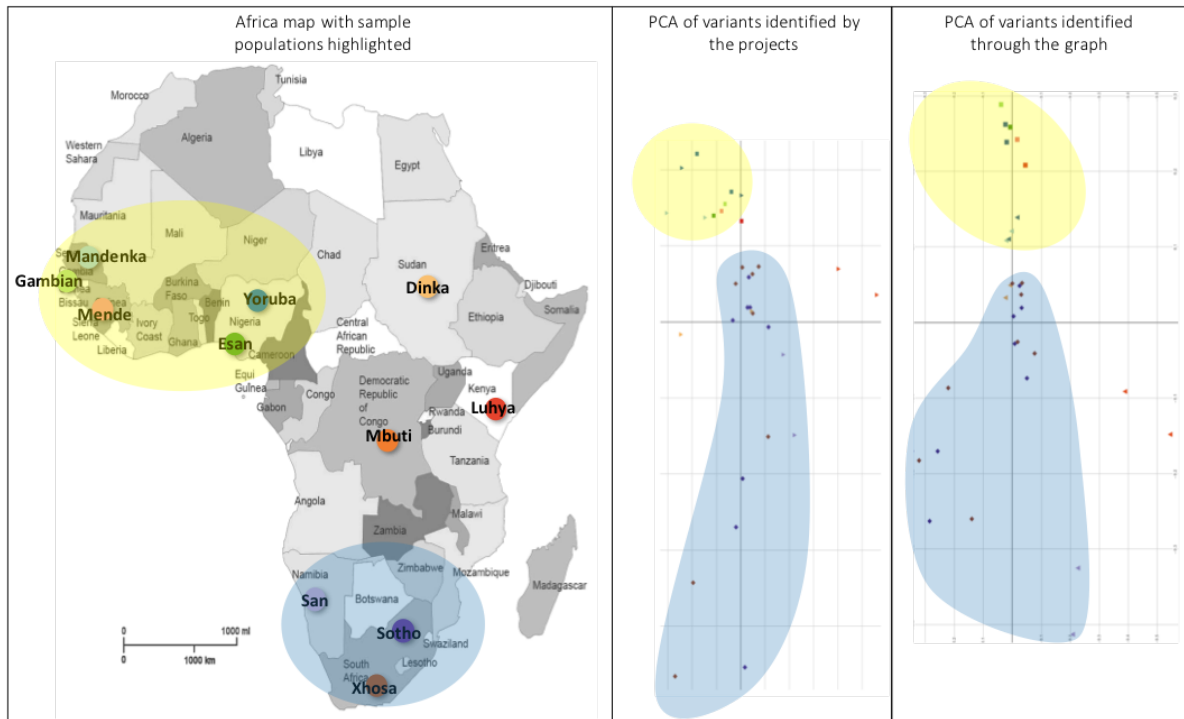 Africa map with sample
populations highlighted
PCA of variants identified by
the projects
PCA of variants identified
through the graph
Tunisia
Morocco
Algeria
Western
Sahara
Libya
Egypt
Mauritania
Mali
Niger
Chad
Sudan
Eritrea
Djibouti
Somalia
Ethiopia
Mandenka
Gambian
Bissau
Mende
Sierra
Leone
Liberia
Burkina
Faso
Ivory
Coast
Ghana
Togo
Benin
Yoruba
Nigeria
Esan
Cameroon
Dinka
Central
African
Republic
Equi
Guinea
Gabon
Congo
Democratic
Republic
of
Congo
Uganda
Kenya
Luhya
Rwanda
Burundi
Mbuti
Tanzania
Angola
Zambia
Malawi
Mozambique
Madagascar
Namibia
Zimbabwe
Botswana
San
Sotho
Swaziland
Lesotho
South
Africa
Xhosa
0 1000 ml
0 1000 km